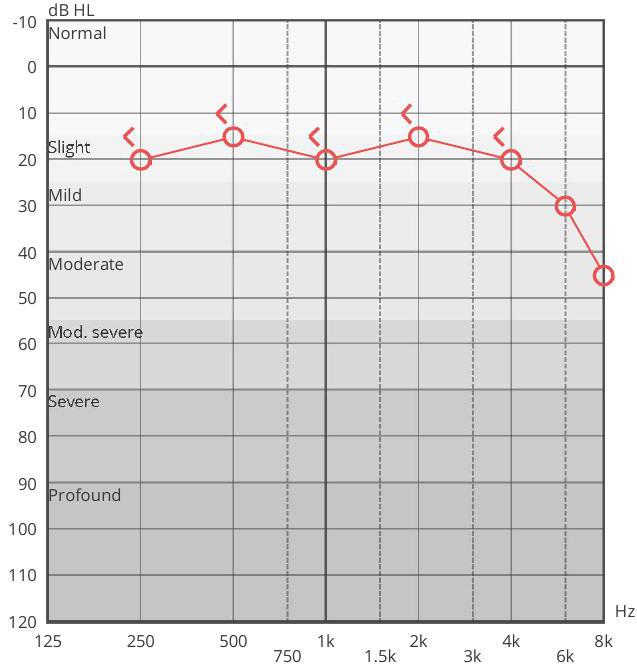 dB HL
-10
Normal
0
10
Slight
20
Mild
30
40
Moderate
50
Mod. severe
60
70
Severe
80
90
Profound
100
110
120
Hz
125 250 500 1k 2k 4k 8k
750 1.5k 3k 6k